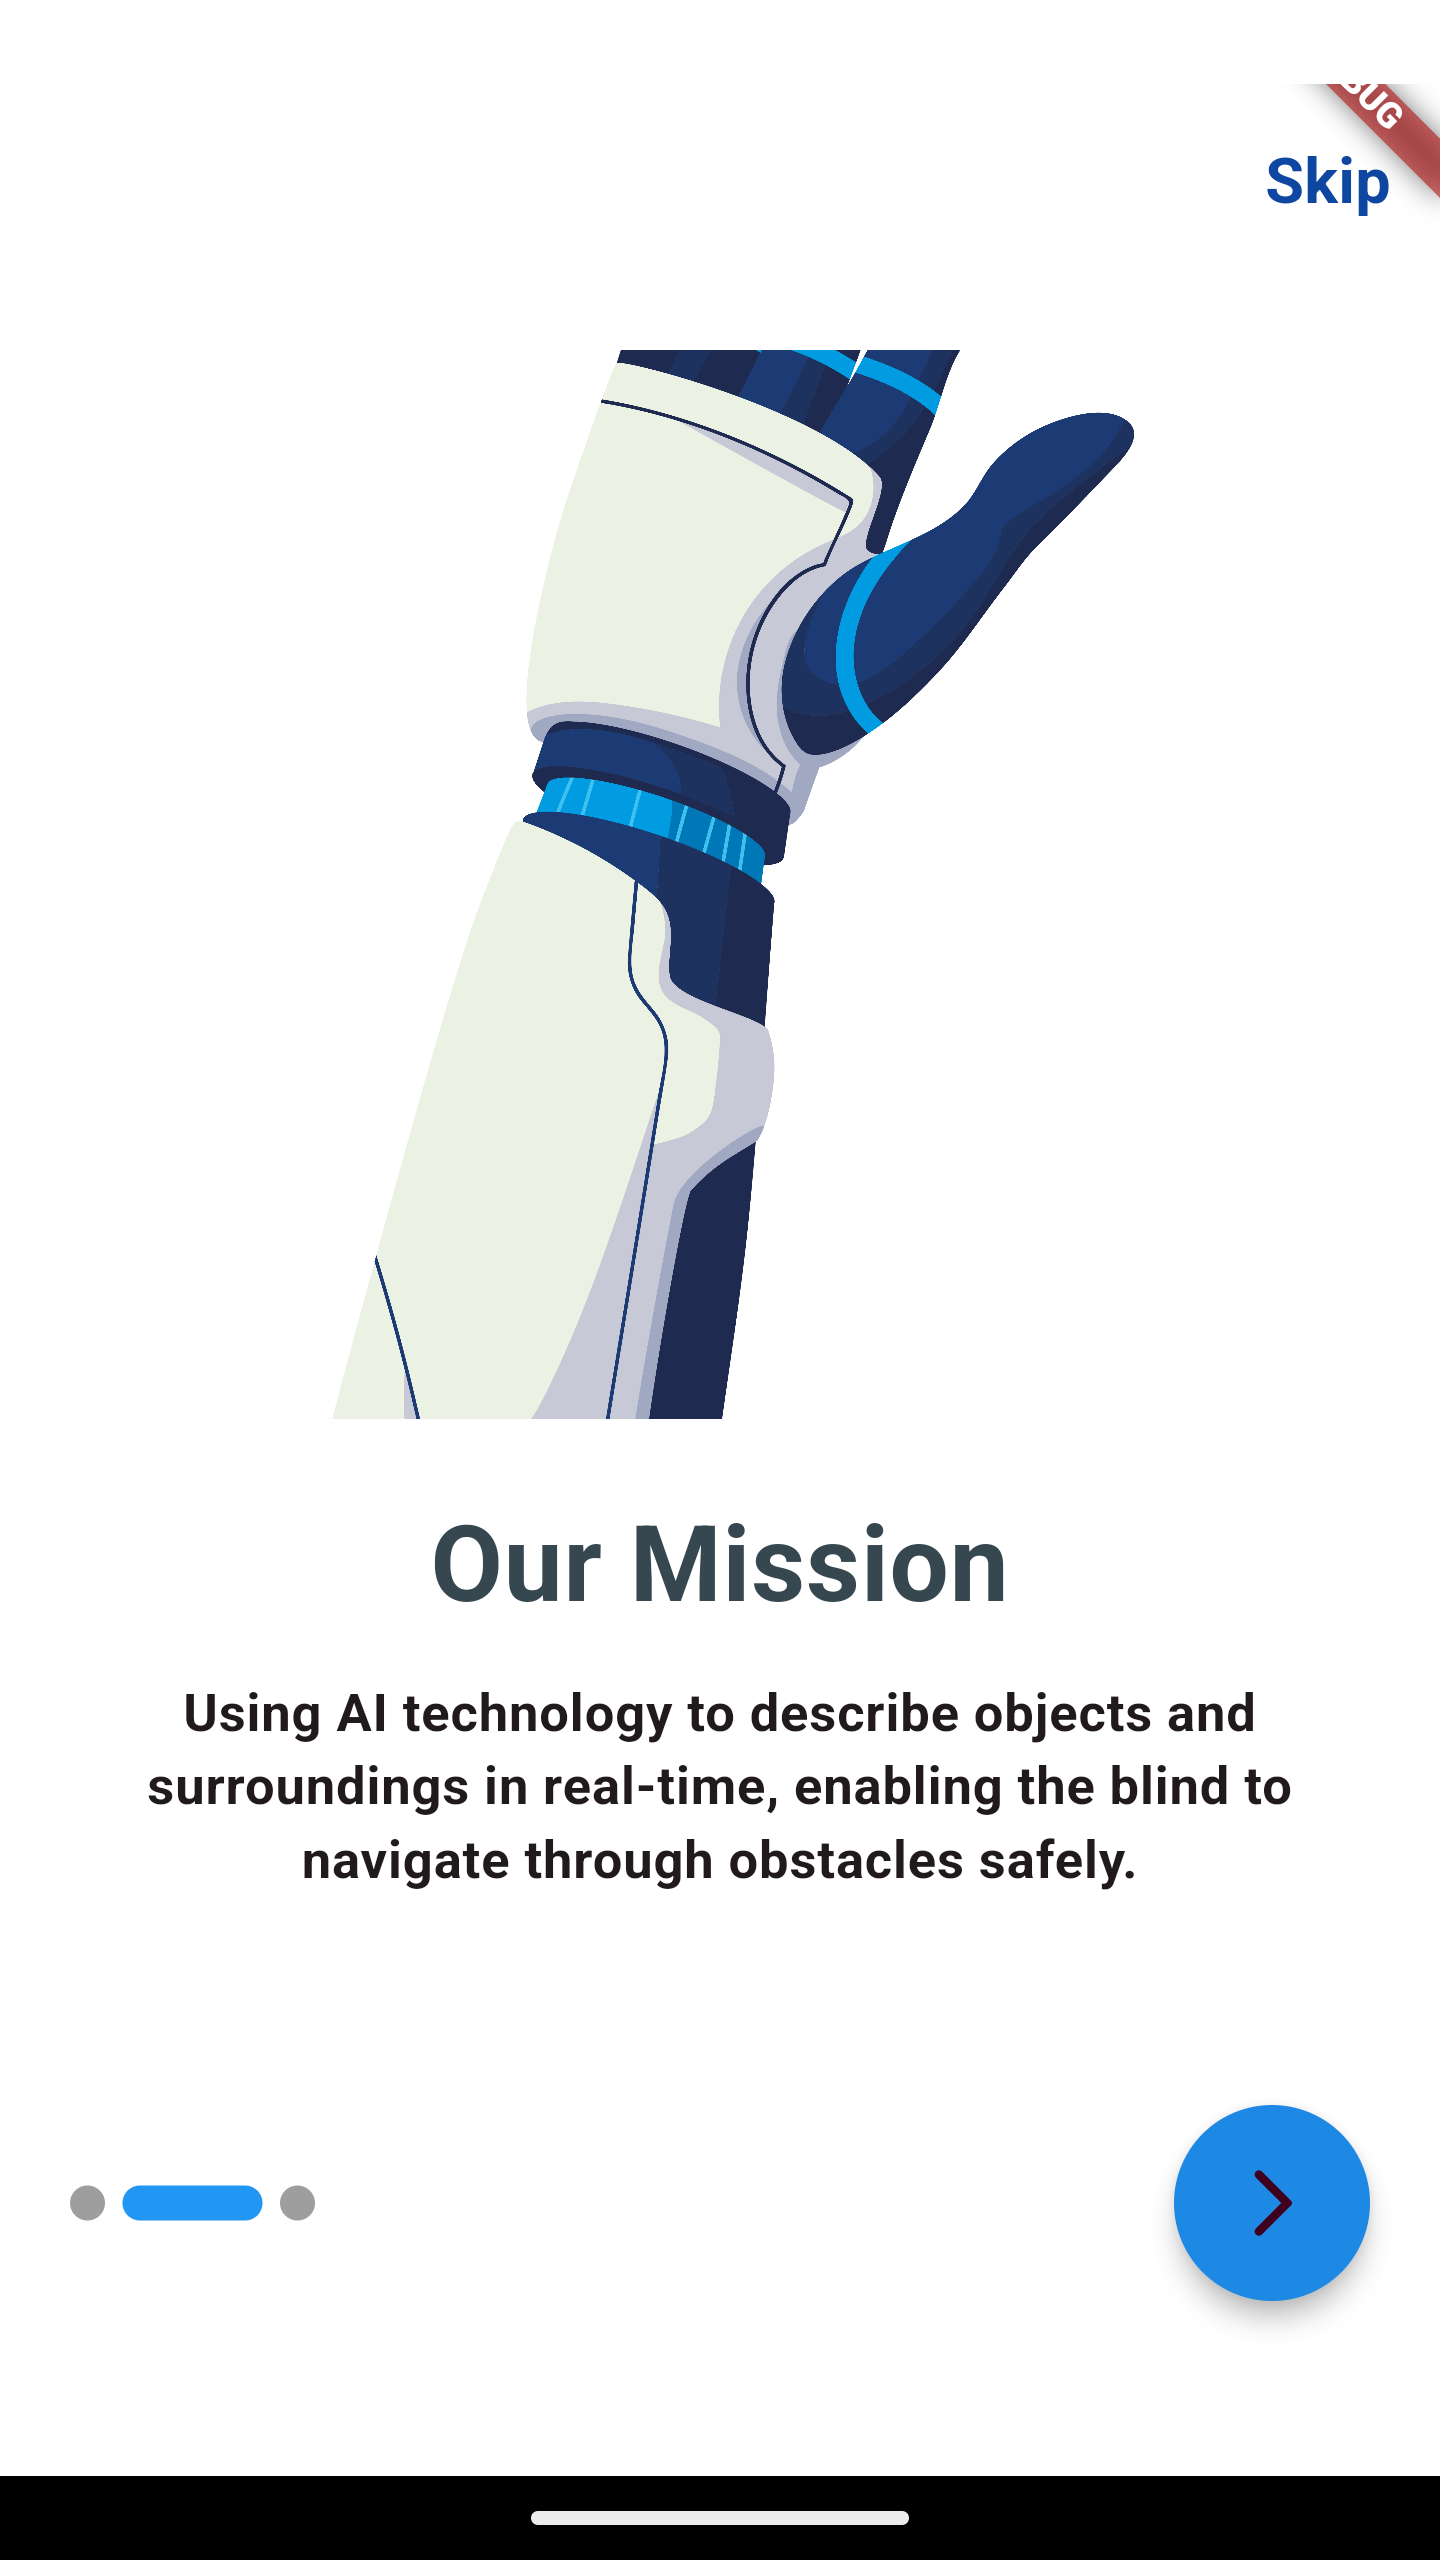 Skip
Our Mission
Using AI technology to describe objects and
surroundings in real-time, enabling the blind to
navigate through obstacles safely.